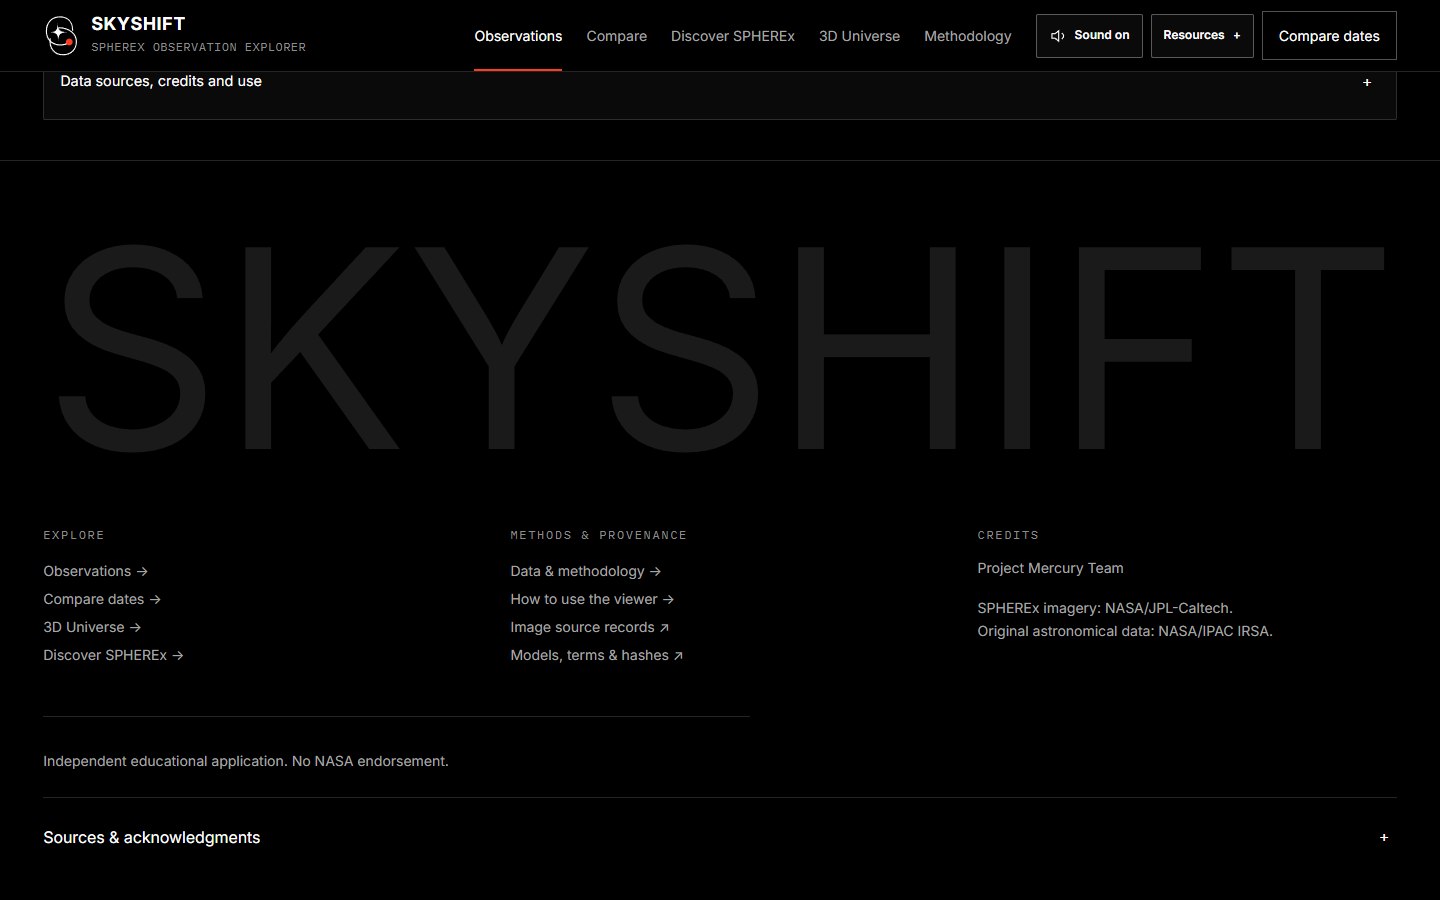 SKYSHIFT
SPHEREX OBSERVATION EXPLORER
Observations
Compare
Discover SPHEREx
3D Universe
Methodology
Sound on
Resources +
Compare dates
Data sources, credits and use +
SKYSHIFT
EXPLORE
Observations →
Compare dates →
3D Universe →
Discover SPHEREx →
METHODS & PROVENANCE
Data & methodology →
How to use the viewer →
Image source records ↗
Models, terms & hashes ↗
CREDITS
Project Mercury Team
SPHEREx imagery: NASA/JPL-Caltech.
Original astronomical data: NASA/IPAC IRSA.
Independent educational application. No NASA endorsement.
Sources & acknowledgments +